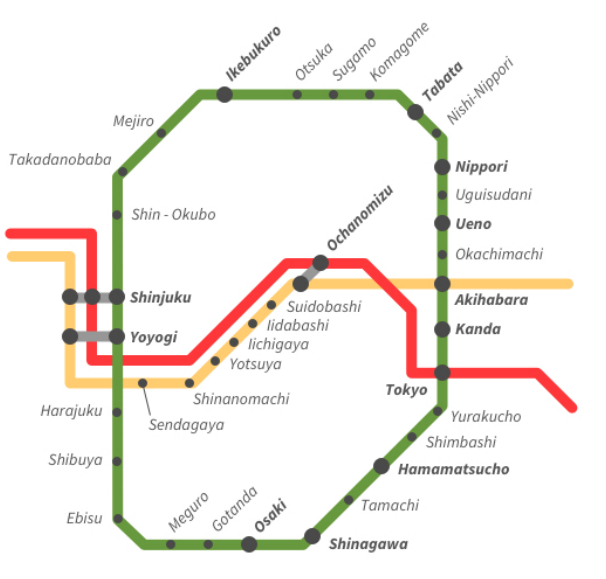 Ikebukuro
Otsuka
Sugamo
Komagome
Tabata
Nishi-Nippori
Mejiro
Takadanobaba
Nippori
Uguisudani
Shin - Okubo
Ueno
Ochanomizu
Okachimachi
Shinjuku
Akihabara
Suidobashi
Iidabashi
Kanda
Yoyogi
Iichigaya
Yotsuya
Tokyo
Shinanomachi
Harajuku
Sendagaya
Yurakucho
Shimbashi
Shibuya
Hamamatsucho
Tamachi
Ebisu
Meguro
Gotanda
Osaki
Shinagawa